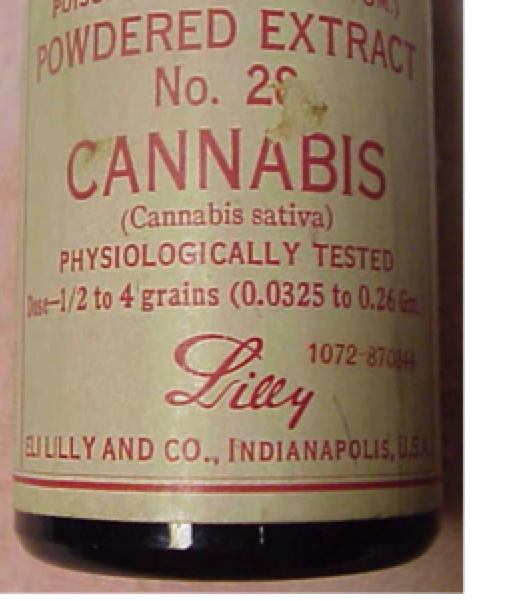 POWDERED EXTRACT
No. 28
CANNABIS
(Cannabis sativa)
PHYSIOLOGICALLY TESTED
Dose—1/2 to 4 grains (0.0325 to 0.26 Gm.)
1072-870844
Lilly
ELI LILLY AND CO., INDIANAPOLIS, U.S.A.